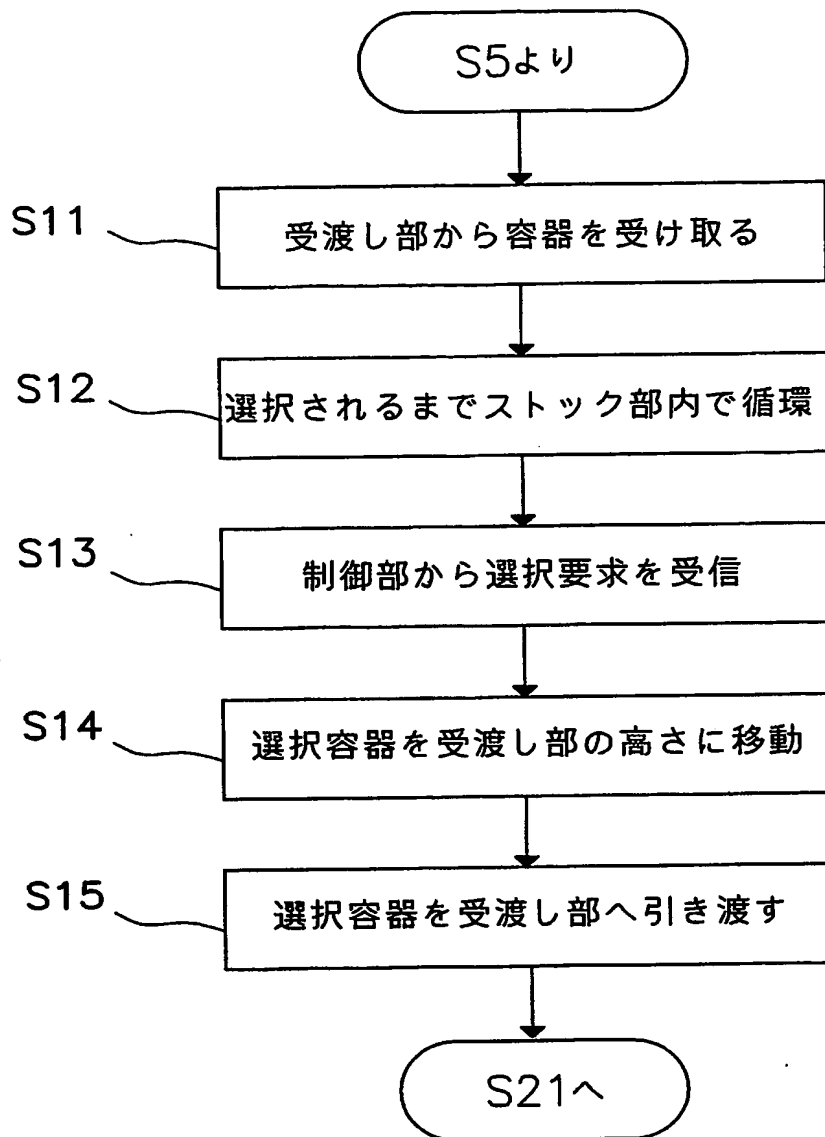 S5より
S11
受渡し部から容器を受け取る
S12
選択されるまでストック部内で循環
S13
制御部から選択要求を受信
S14
選択容器を受渡し部の高さに移動
S15
選択容器を受渡し部へ引き渡す
S21へ